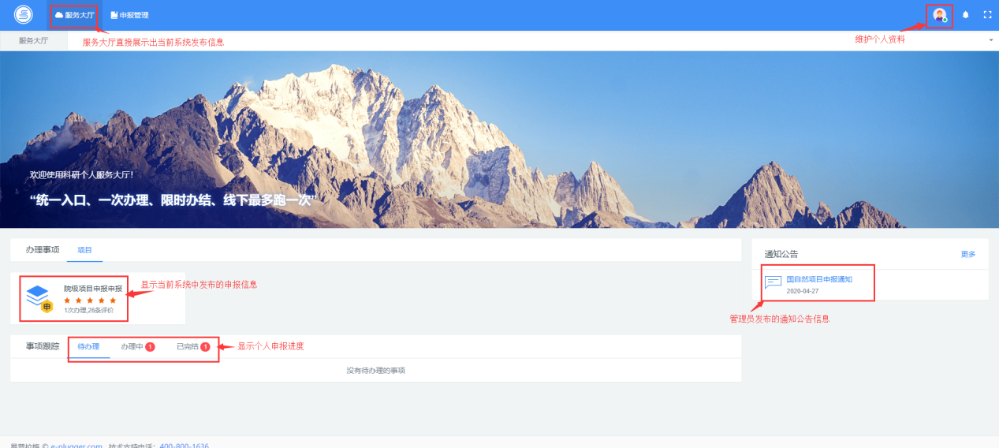 服务大厅
申报管理
服务大厅
服务大厅直接展示出当前系统发布信息
维护个人资料
欢迎使用科研个人服务大厅!
“统一入口、一次办理、限时办结、线下最多跑一次”
办理事项
项目
通知公告
更多
院级项目申报申报
显示当前系统中发布的申报信息
申
1次办理,26条评价
国自然项目申报通知
2020-04-27
管理员发布的通知公告信息
事项跟踪
待办理
办理中 1
已完结 1
显示个人申报进度
没有待办理的事项
易普拉格 © e-plugger.com 技术支持电话: 400-800-1636